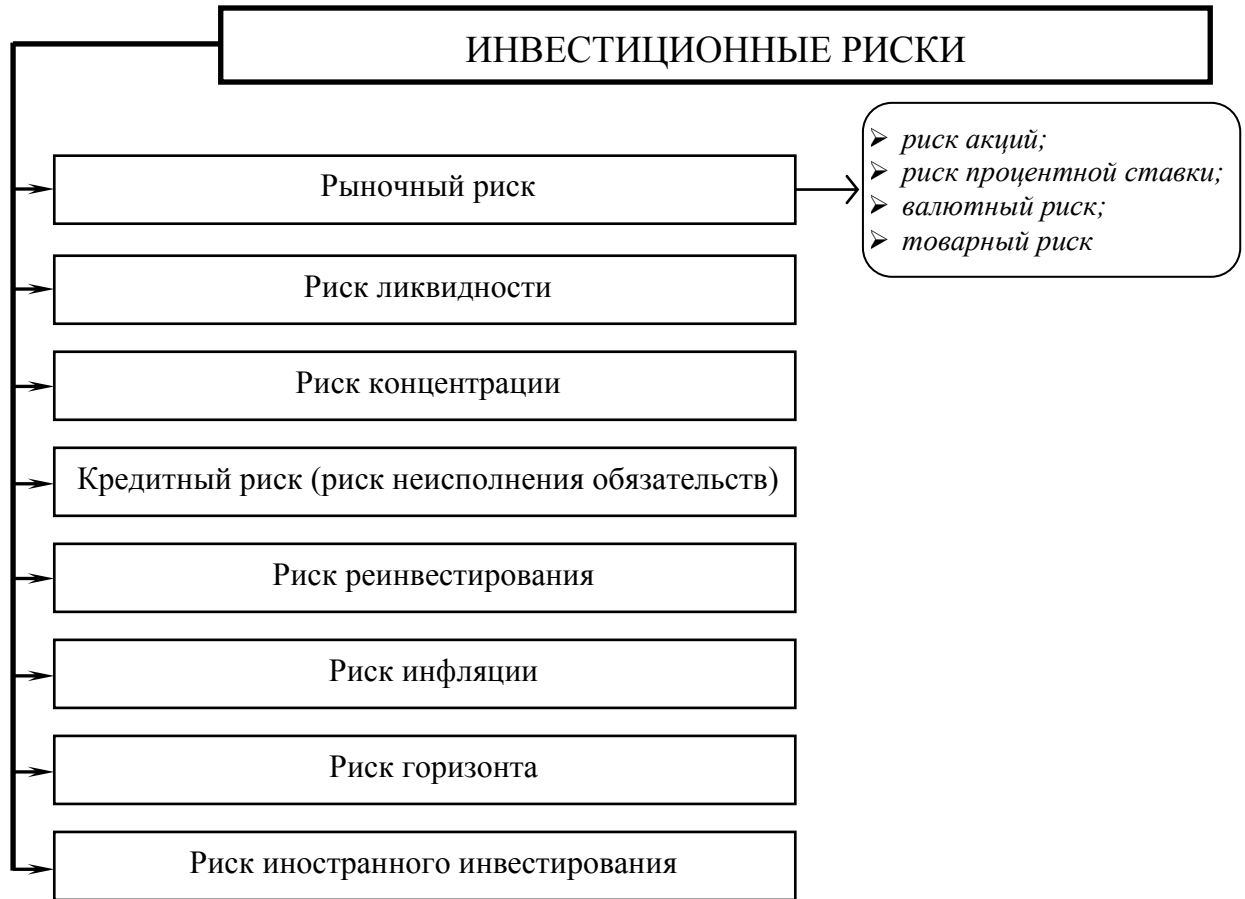 ИНВЕСТИЦИОННЫЕ РИСКИ
Рыночный риск
➢ риск акций;
➢ риск процентной ставки;
➢ валютный риск;
➢ товарный риск
Риск ликвидности
Риск концентрации
Кредитный риск (риск неисполнения обязательств)
Риск реинвестирования
Риск инфляции
Риск горизонта
Риск иностранного инвестирования